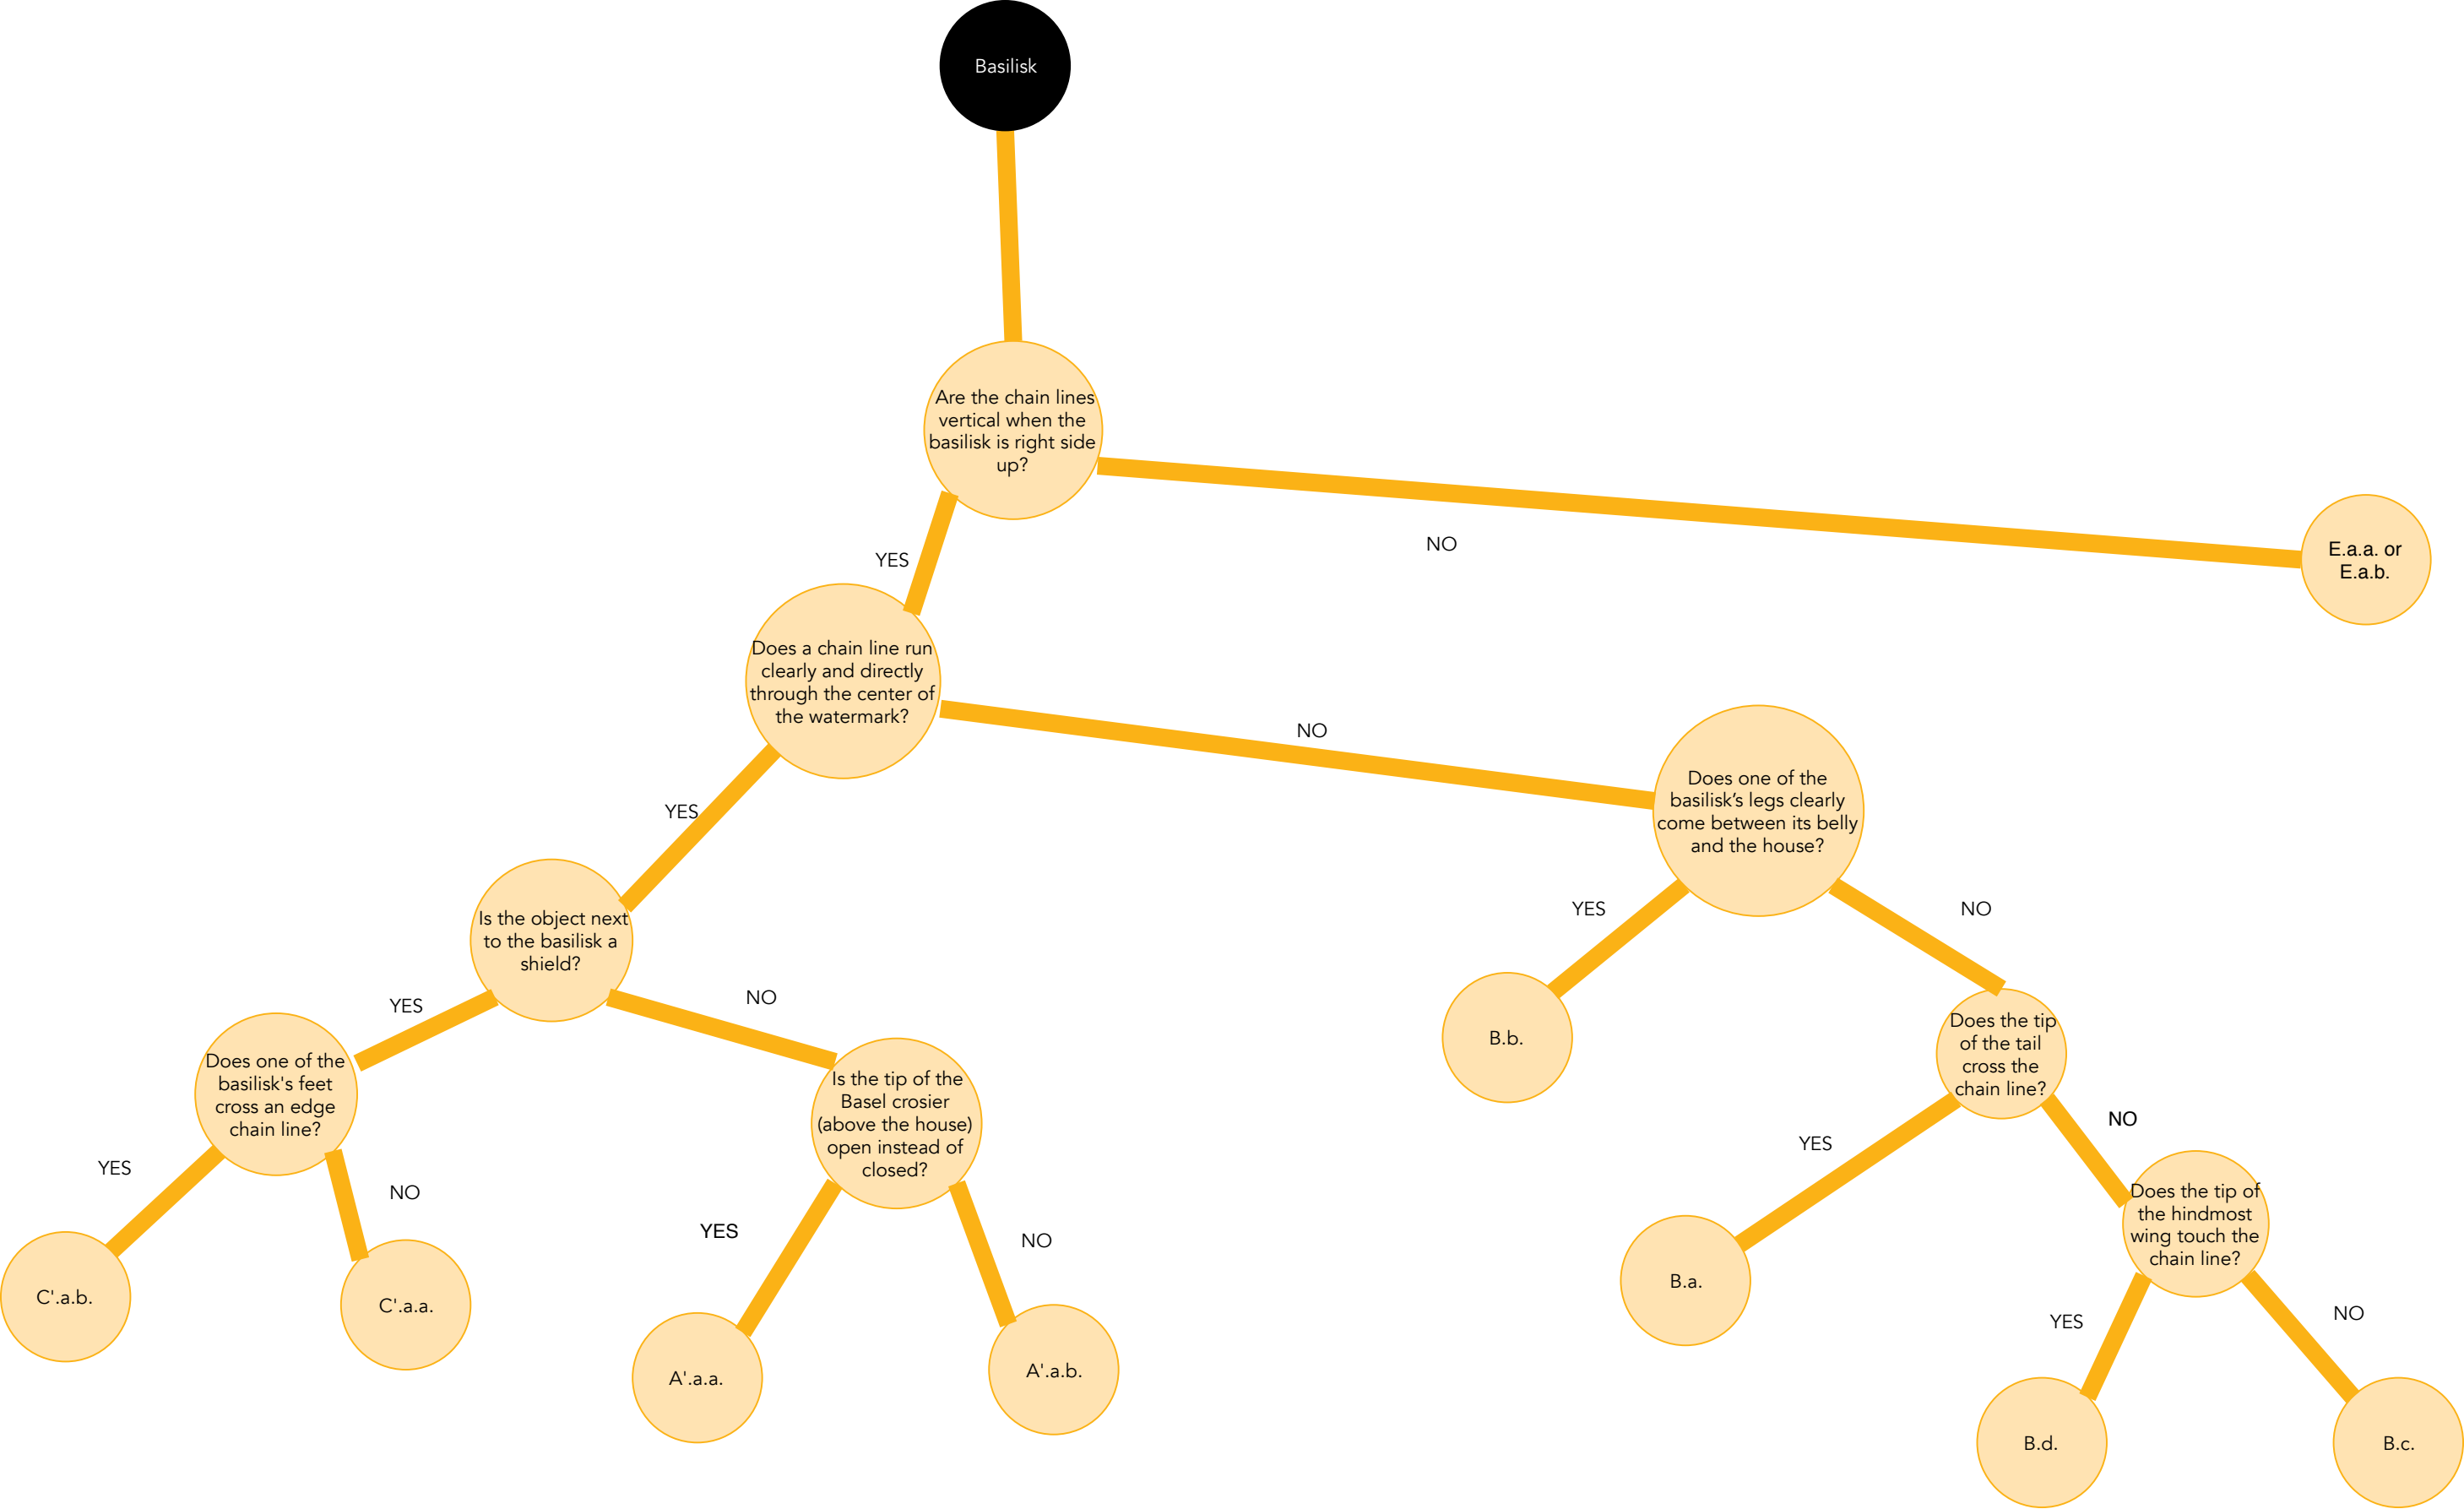 Basilisk
Are the chain lines
vertical when the
basilisk is right side
up?
YES
NO
E.a.a. or
E.a.b.
Does a chain line run
clearly and directly
through the center of
the watermark?
YES
NO
Does one of the
basilisk’s legs clearly
come between its belly
and the house?
YES
NO
Is the object next
to the basilisk a
shield?
YES
NO
B.b.
Does the tip
of the tail
cross the
chain line?
YES
NO
Does one of the
basilisk's feet
cross an edge
chain line?
YES
NO
Is the tip of the
Basel crosier
(above the house)
open instead of
closed?
YES
NO
Does the tip of
the hindmost
wing touch the
chain line?
YES
NO
C'.a.b.
C'.a.a.
A'.a.a.
A'.a.b.
B.a.
B.d.
B.c.